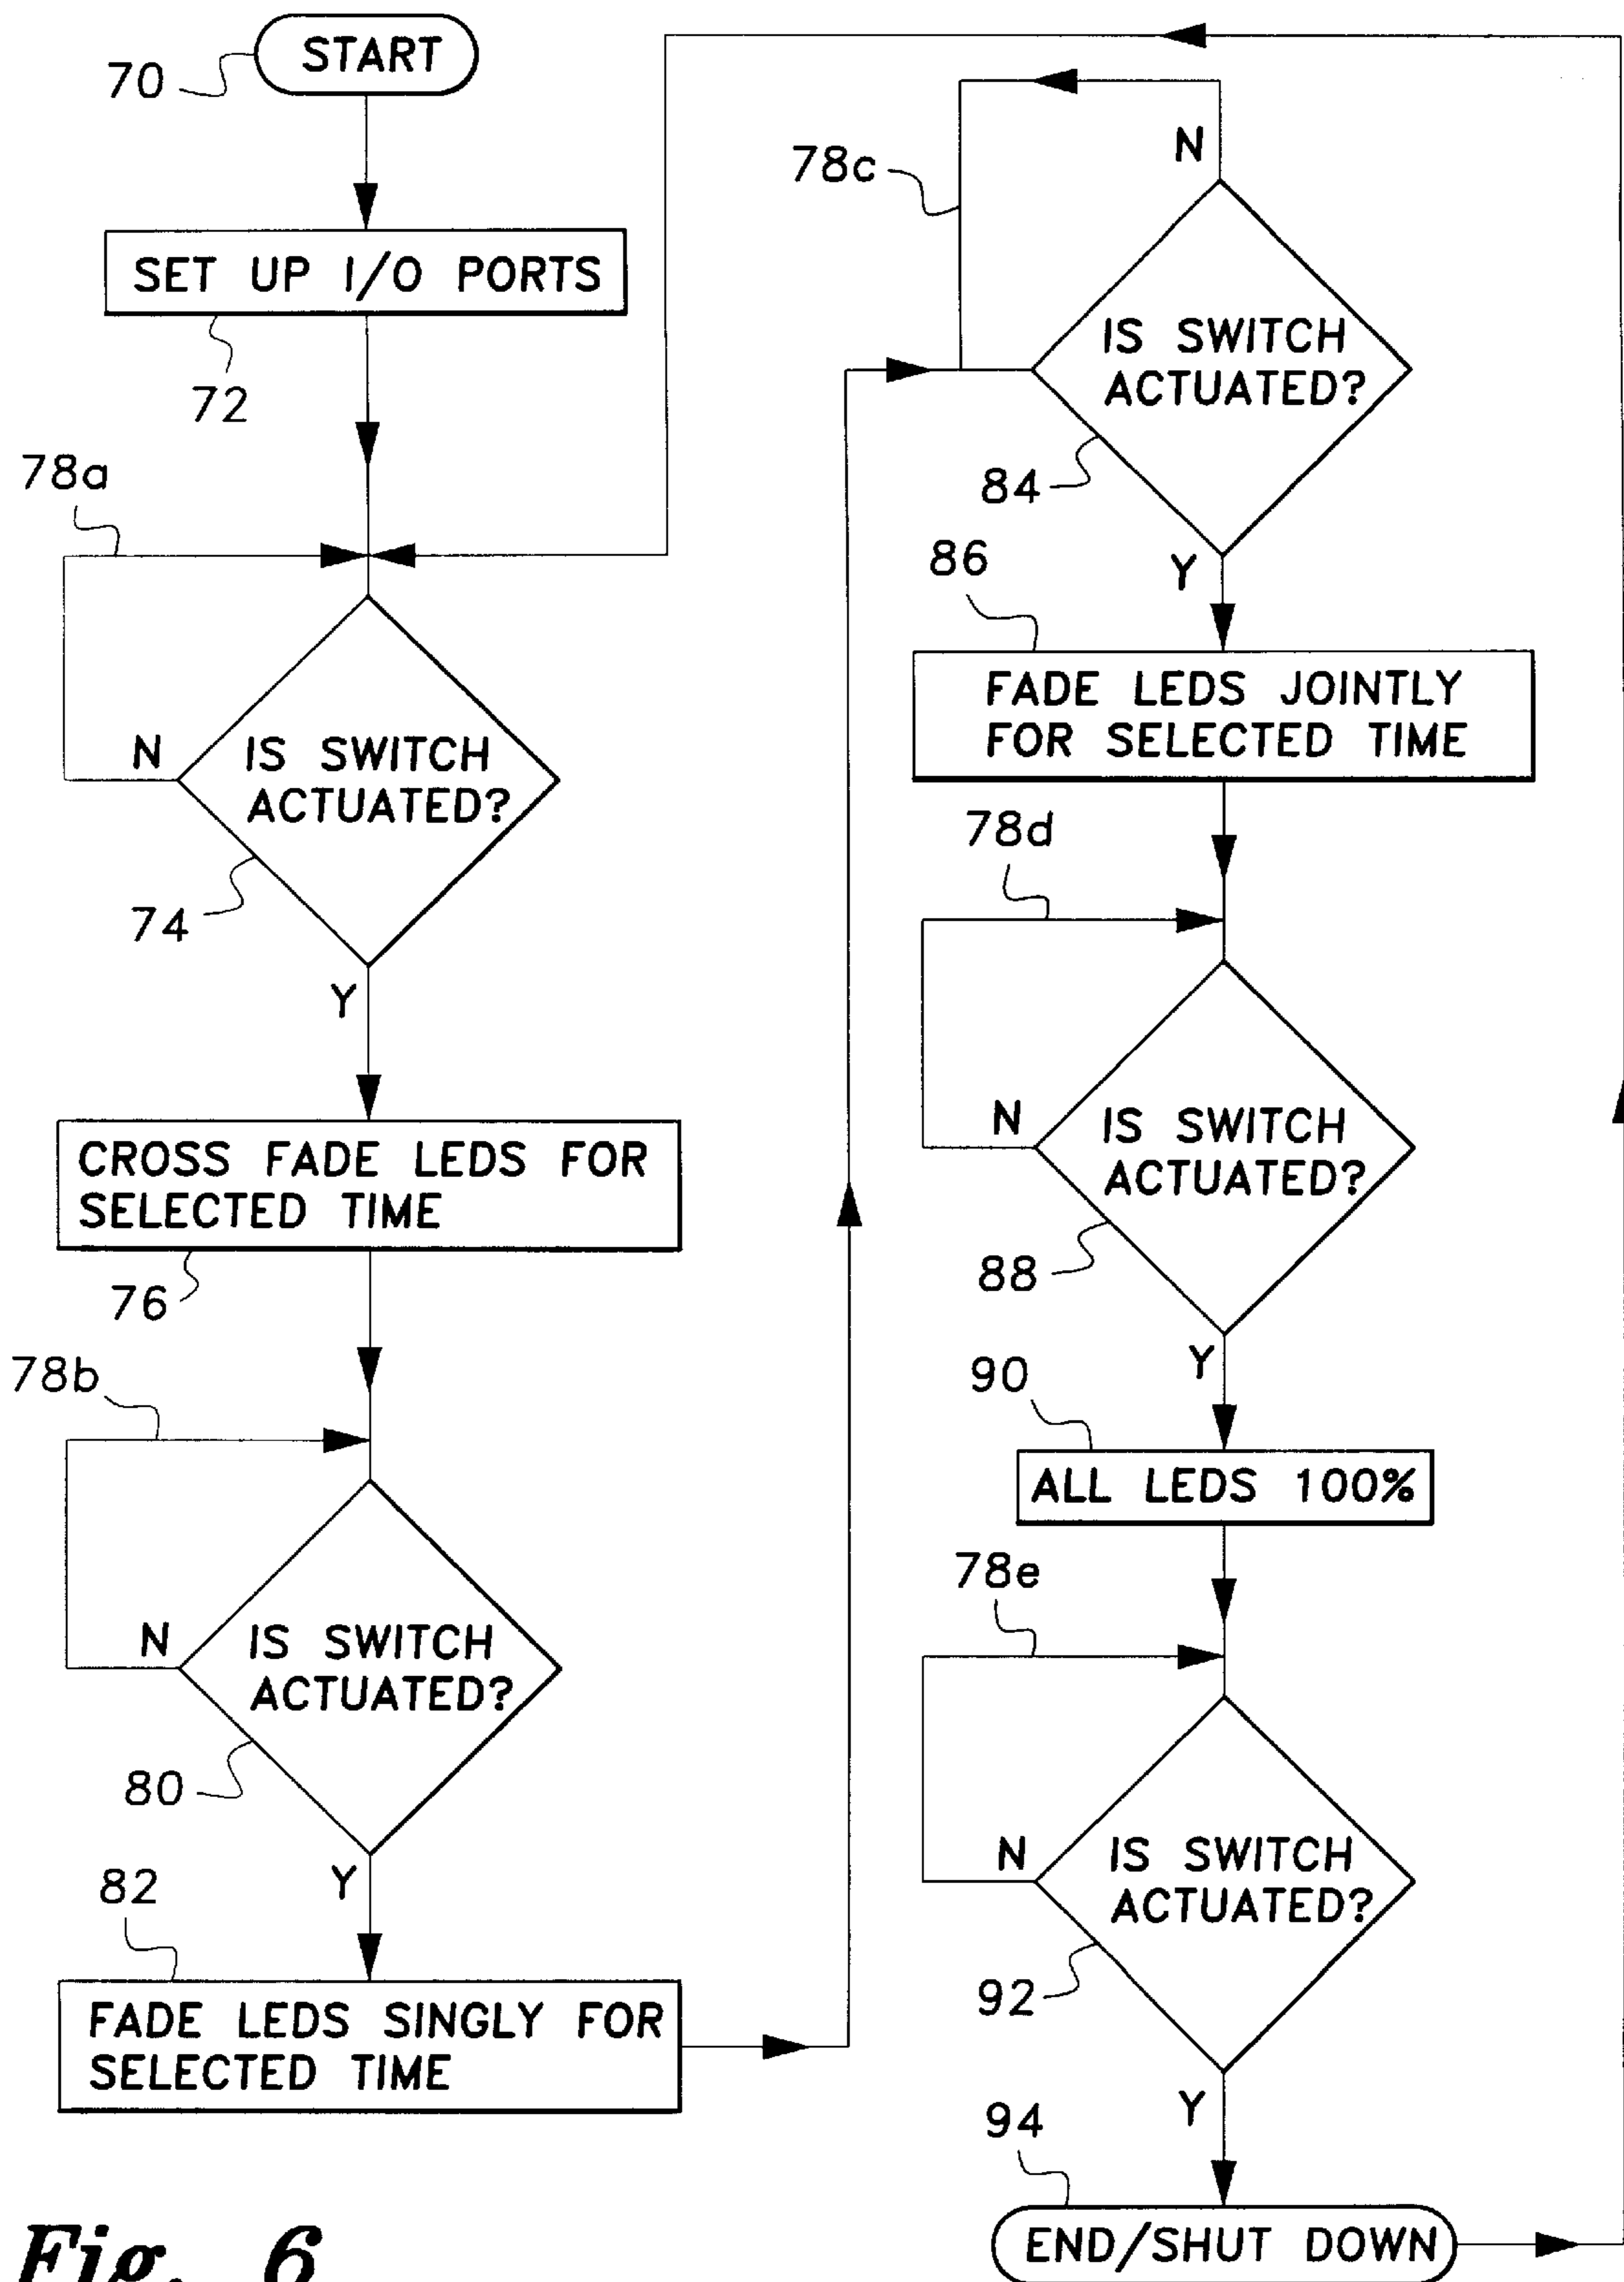 START
70
SET UP I/O PORTS
72
78a
N
IS SWITCH
ACTUATED?
74
Y
CROSS FADE LEDS FOR
SELECTED TIME
76
78b
N
IS SWITCH
ACTUATED?
80
Y
82
FADE LEDS SINGLY FOR
SELECTED TIME
78c
N
IS SWITCH
ACTUATED?
84
Y
86
FADE LEDS JOINTLY
FOR SELECTED TIME
78d
N
IS SWITCH
ACTUATED?
88
Y
90
ALL LEDS 100%
78e
N
IS SWITCH
ACTUATED?
92
Y
94
END/SHUT DOWN
Fig. 6